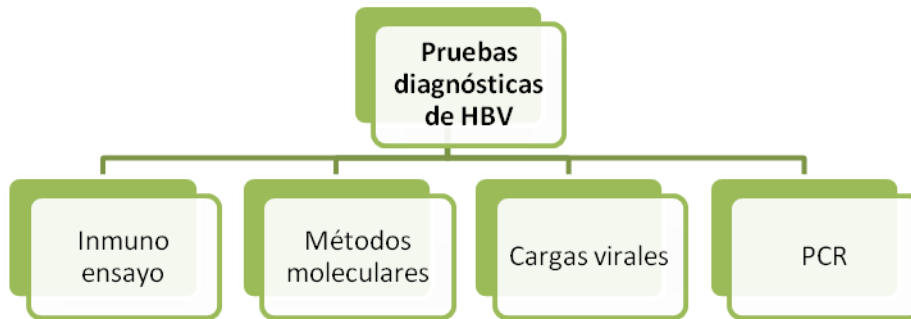 Pruebas
diagnósticas
de HBV
Inmuno
ensayo
Métodos
moleculares
Cargas virales
PCR